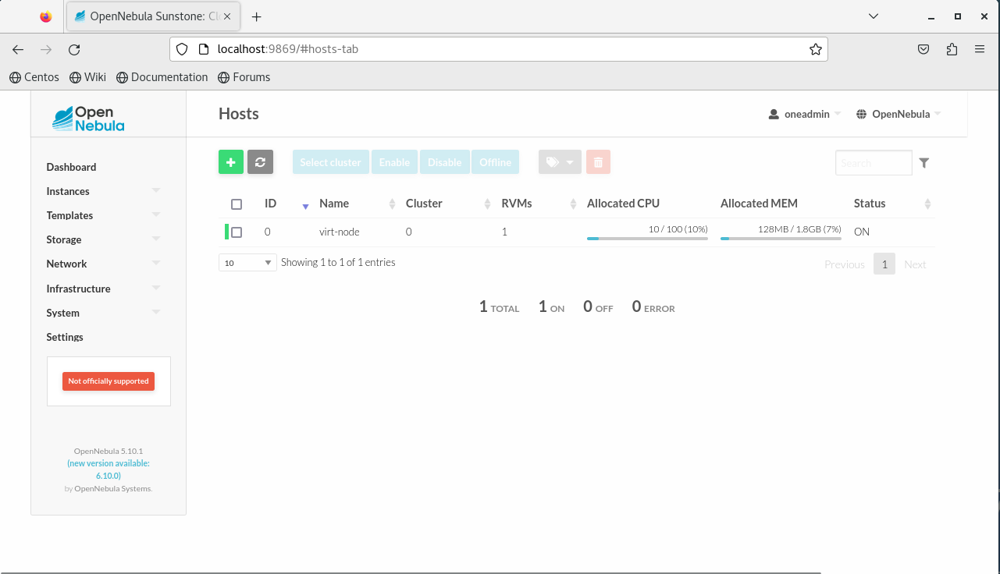 OpenNebula Sunstone: Clo
localhost:9869/#hosts-tab
Centos Wiki Documentation Forums
Open Nebula
Hosts
oneadmin OpenNebula
Dashboard
Instances
Templates
Storage
Network
Infrastructure
System
Settings
Not officially supported
OpenNebula 5.10.1
(new version available:
6.10.0)
by OpenNebula Systems.
Select cluster Enable Disable Offline Search
ID Name Cluster RVMs Allocated CPU Allocated MEM Status
0 virt-node 0 1 10 / 100 (10%) 128MB / 1.8GB (7%) ON
10 Showing 1 to 1 of 1 entries Previous 1 Next
1 TOTAL 1 ON 0 OFF 0 ERROR